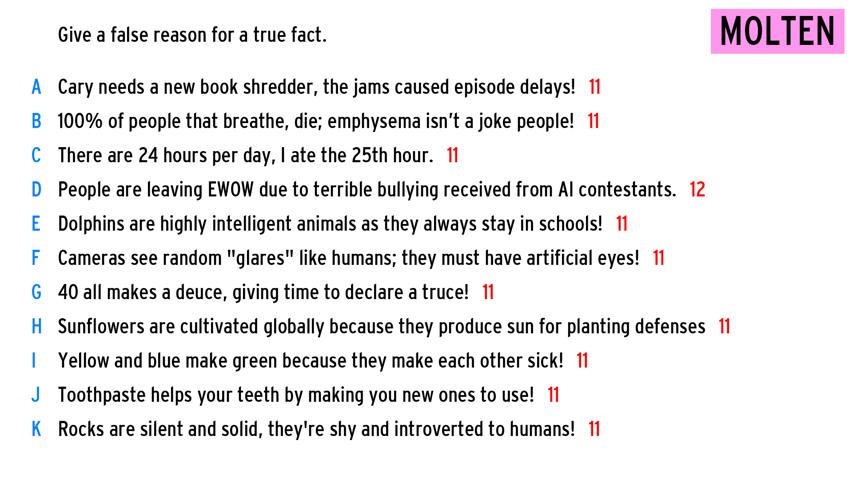 Give a false reason for a true fact.
MOLTEN
A Cary needs a new book shredder, the jams caused episode delays! 11
B 100% of people that breathe, die; emphysema isn't a joke people! 11
C There are 24 hours per day, I ate the 25th hour. 11
D People are leaving EWOW due to terrible bullying received from AI contestants. 12
E Dolphins are highly intelligent animals as they always stay in schools! 11
F Cameras see random "glares" like humans; they must have artificial eyes! 11
G 40 all makes a deuce, giving time to declare a truce! 11
H Sunflowers are cultivated globally because they produce sun for planting defenses 11
I Yellow and blue make green because they make each other sick! 11
J Toothpaste helps your teeth by making you new ones to use! 11
K Rocks are silent and solid, they're shy and introverted to humans! 11